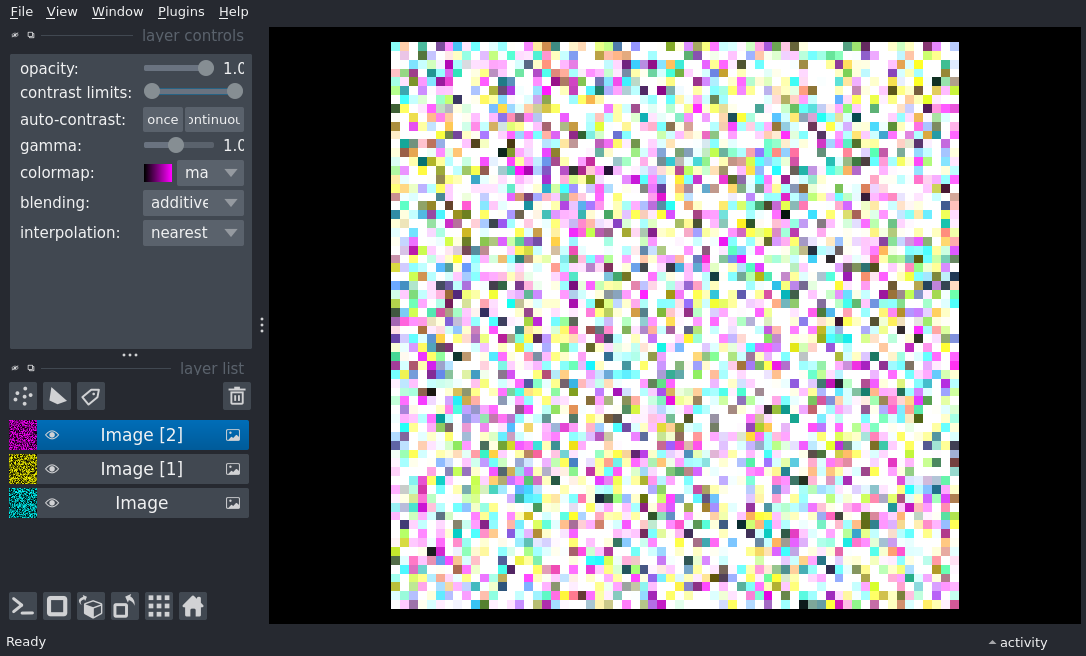 File View Window Plugins Help
layer controls
opacity: 1.0
contrast limits:
auto-contrast: once ontinuou
gamma: 1.0
colormap: ma
blending: additive
interpolation: nearest
layer list
Image [2]
Image [1]
Image
Ready activity